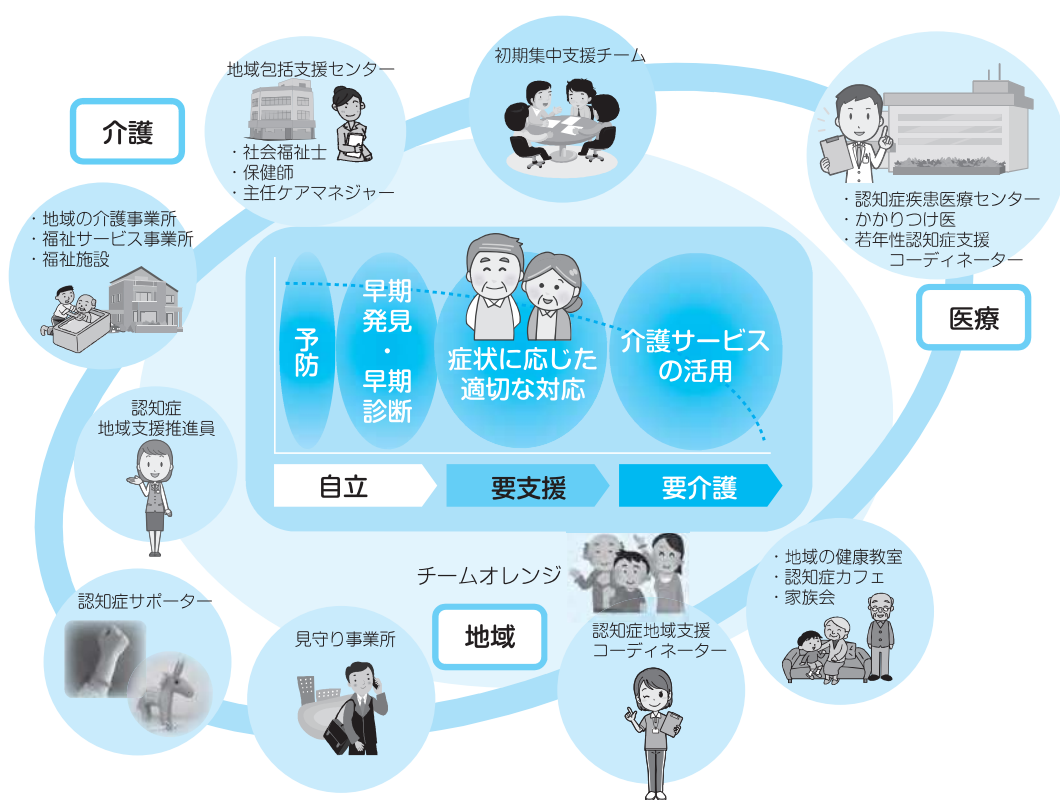 初期集中支援チーム
地域包括支援センター
・社会福祉士
・保健師
・主任ケアマネジャー
介護
・地域の介護事業所
・福祉サービス事業所
・福祉施設
・認知症疾患医療センター
・かかりつけ医
・若年性認知症支援
コーディネーター
医療
予防
早期
発見
・
早期
診断
症状に応じた
適切な対応
介護サービス
の活用
自立
要支援
要介護
認知症
地域支援推進員
チームオレンジ
・地域の健康教室
・認知症カフェ
・家族会
認知症サポーター
見守り事業所
地域
認知症地域支援
コーディネーター